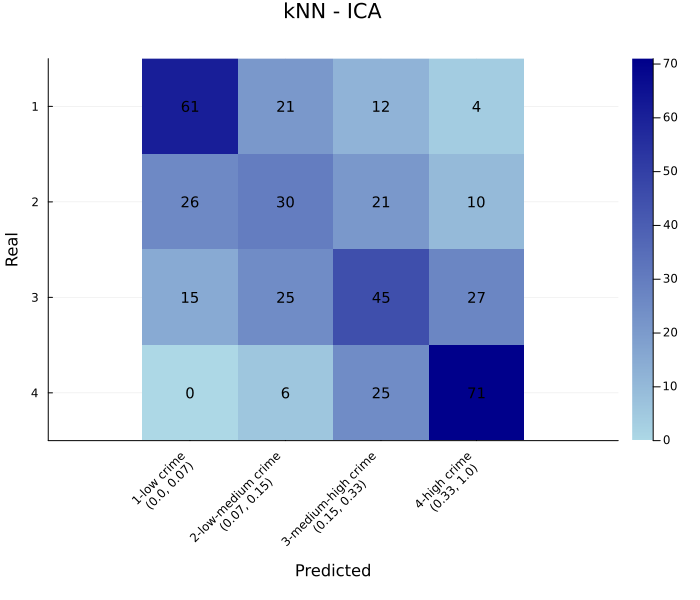 kNN - ICA
Real
1
61 21 12 4
2
26 30 21 10
3
15 25 45 27
4
0 6 25 71
1-low crime
(0.0, 0.07)
2-low-medium crime
(0.07, 0.15)
3-medium-high crime
(0.15, 0.33)
4-high crime
(0.33, 1.0)
Predicted
70
60
50
40
30
20
10
0